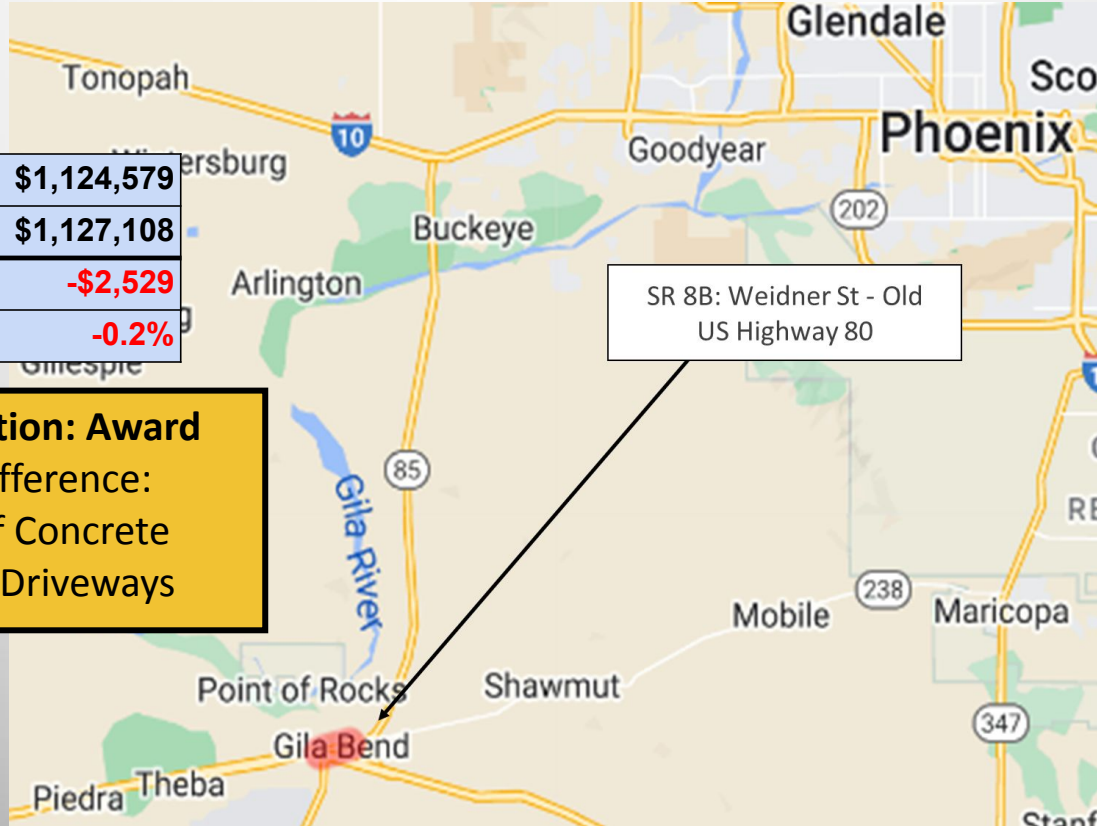 Glendale
Tonopah
Sco
10
Phoenix
Goodyear
ersburg
$1,124,579
202
$1,127,108
Buckeye
-$2,529
Arlington
SR 8B: Weidner St - Old
US Highway 80
-0.2%
Gillespie
tion: Award
fference:
f Concrete
Driveways
85
Gila River
RE
238
Mobile
Maricopa
Point of Rocks
Shawmut
347
Gila Bend
Theba
Piedra
Stanf